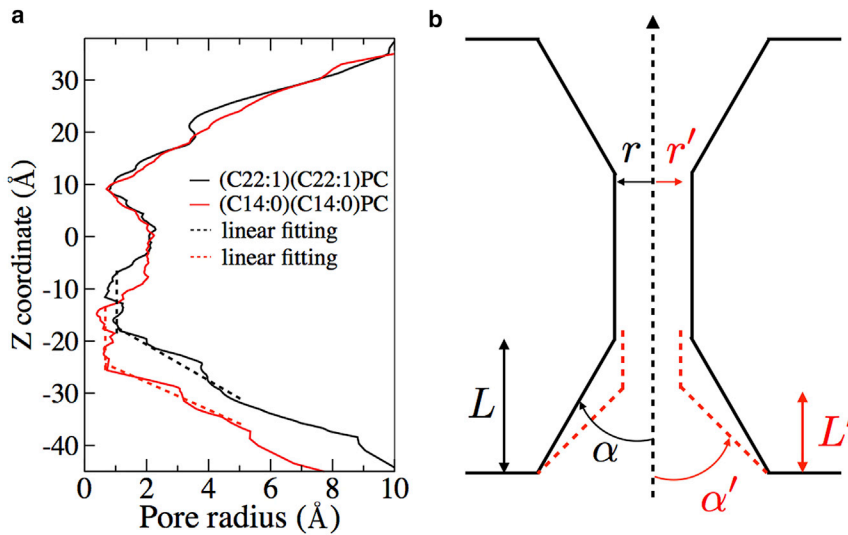 a
b
30
20
10
0
-10
-20
-30
-40
Z coordinate (Å)
(C22:1)(C22:1)PC
(C14:0)(C14:0)PC
linear fitting
linear fitting
0 2 4 6 8 10
Pore radius (Å)
r r′
L
α
α′
L′